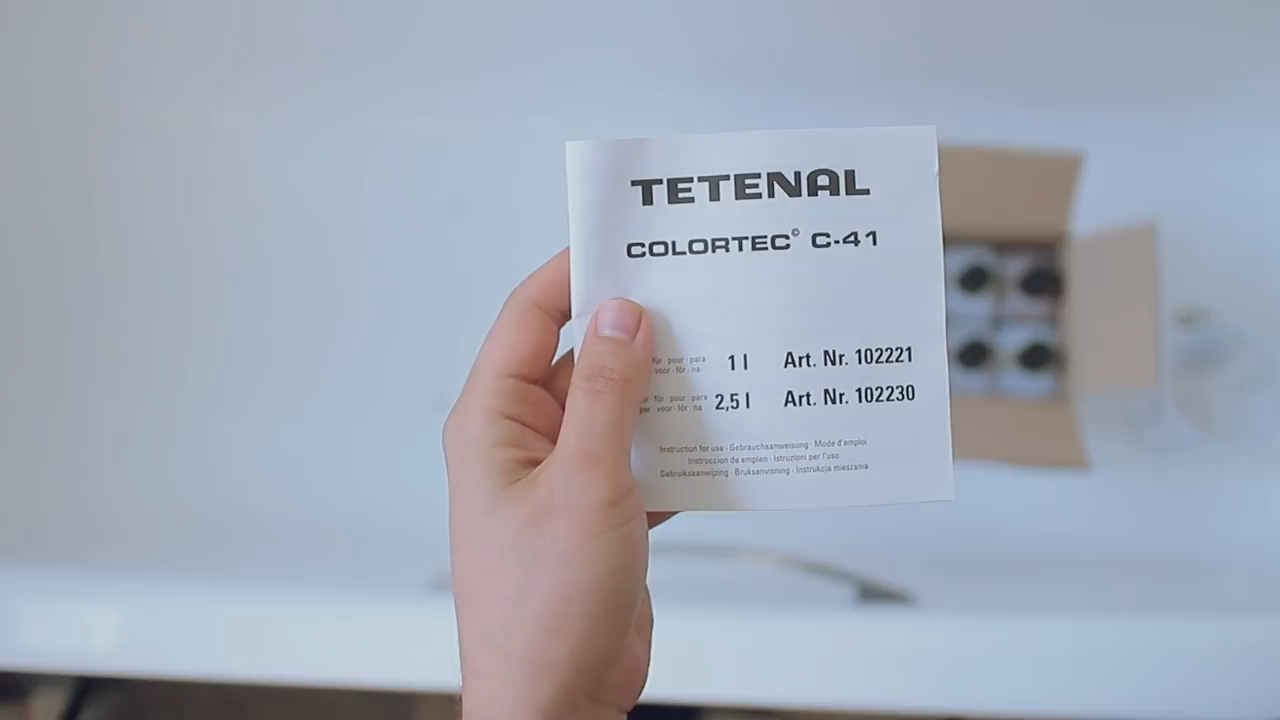 TETENAL
COLORTEC© C-41
für · pour · para
voor · för · na
1 l Art. Nr. 102221
für · pour · para
per · voor · för · na
2,5 l Art. Nr. 102230
Instruction for use · Gebrauchsanweisung · Mode d'emploi
Instruccion de empleo · Istruzioni per l'uso
Gebruiksaanwijzing · Bruksanvisning · Instrukcja mieszania